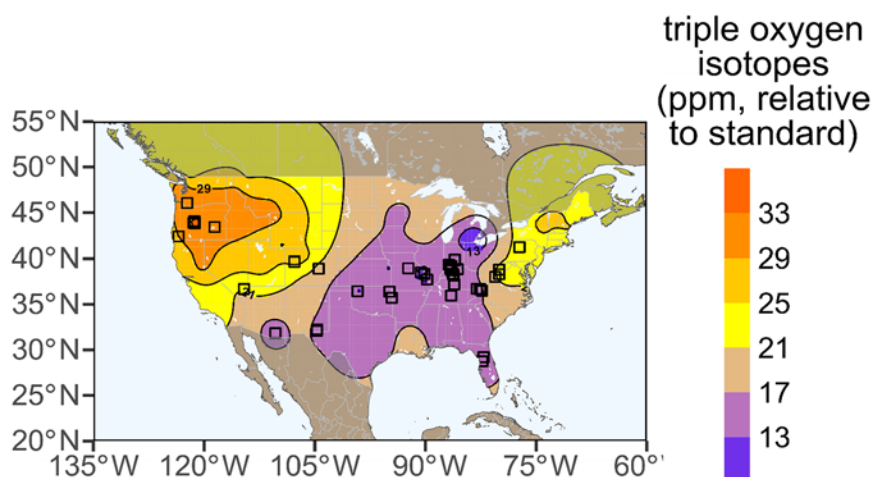 triple oxygen
isotopes
(ppm, relative
to standard)
55°N
50°N
45°N
40°N
35°N
30°N
25°N
20°N
135°W 120°W 105°W 90°W 75°W 60°
29
13
33
29
25
21
17
13